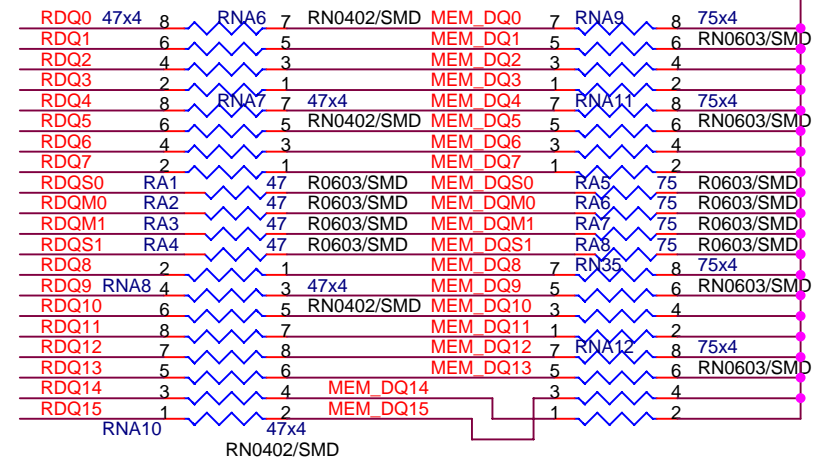 RDQ0 47x4 8 RNA6 7 RN0402/SMD MEM_DQ0 7 RNA9 8 75x4
RDQ1 6 5 MEM_DQ1 5 6 RN0603/SMD
RDQ2 4 3 MEM_DQ2 3 4
RDQ3 2 1 MEM_DQ3 1 2
RDQ4 8 RNA7 7 47x4 MEM_DQ4 7 RNA11 8 75x4
RDQ5 6 5 RN0402/SMD MEM_DQ5 5 6 RN0603/SMD
RDQ6 4 3 MEM_DQ6 3 4
RDQ7 2 1 MEM_DQ7 1 2
RDQS0 RA1 47 R0603/SMD MEM_DQS0 RA5 75 R0603/SMD
RDQM0 RA2 47 R0603/SMD MEM_DQM0 RA6 75 R0603/SMD
RDQM1 RA3 47 R0603/SMD MEM_DQM1 RA7 75 R0603/SMD
RDQS1 RA4 47 R0603/SMD MEM_DQS1 RA8 75 R0603/SMD
RDQ8 2 1 MEM_DQ8 7 RN35 8 75x4
RDQ9 RNA8 4 3 47x4 MEM_DQ9 5 6 RN0603/SMD
RDQ10 6 5 RN0402/SMD MEM_DQ10 3 4
RDQ11 8 7 MEM_DQ11 1 2
RDQ12 7 8 MEM_DQ12 7 RNA12 8 75x4
RDQ13 5 6 MEM_DQ13 5 6 RN0603/SMD
RDQ14 3 4 MEM_DQ14 3 4
RDQ15 1 2 MEM_DQ15 1 2
RNA10 47x4
RN0402/SMD